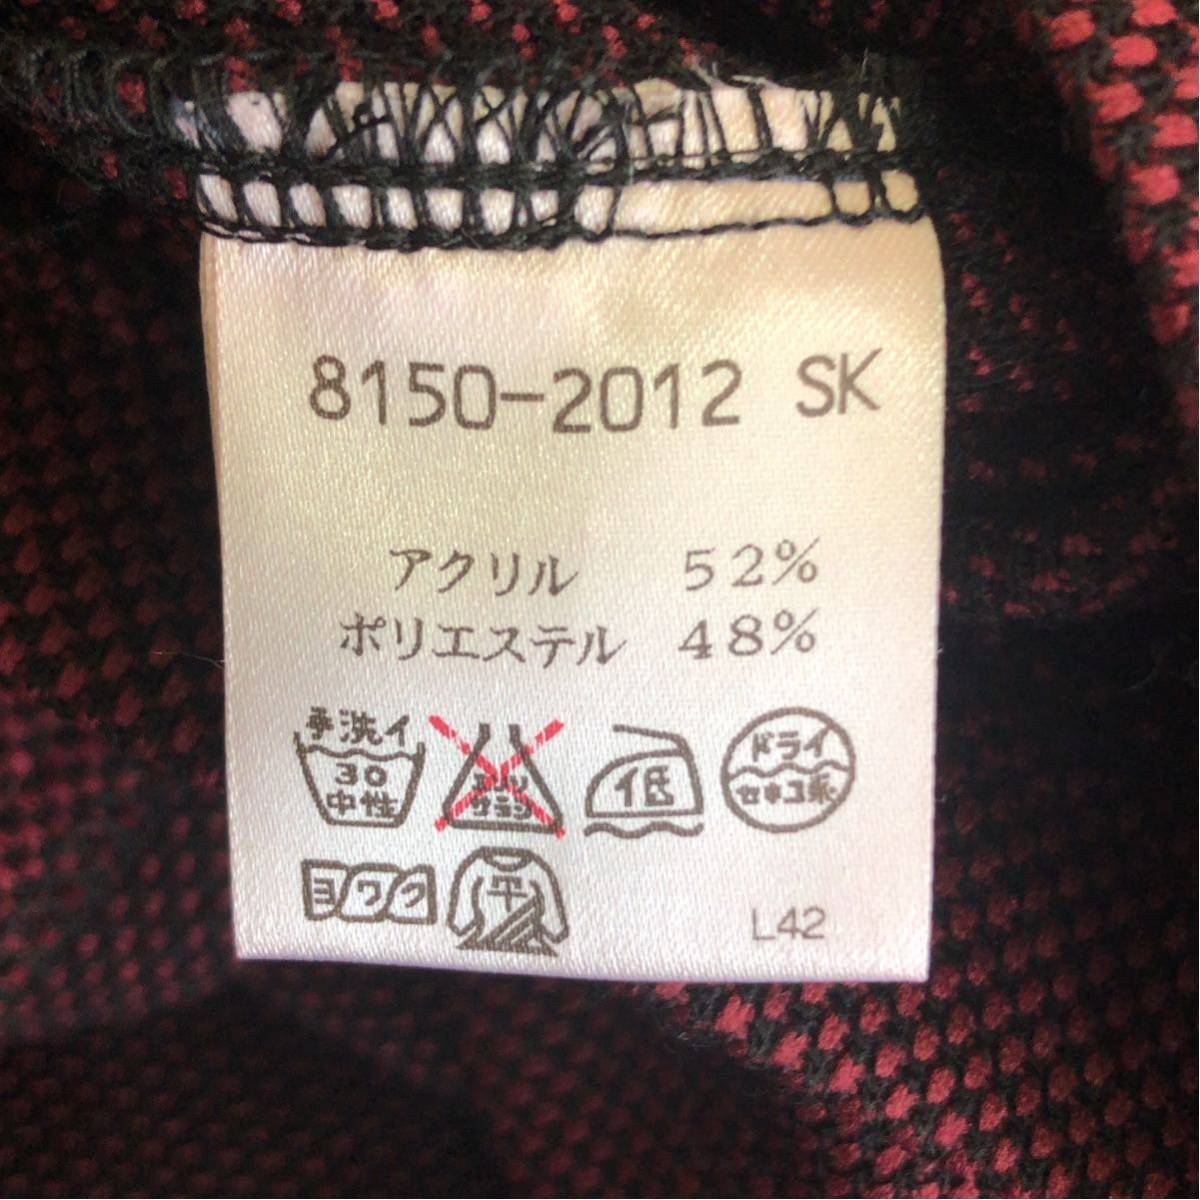 8150-2012 SK
アクリル 52%
ポリエステル 48%
手洗イ
30
中性
エンソ
サラシ
低
ドライ
セキユ系
ヨワク
平
L42